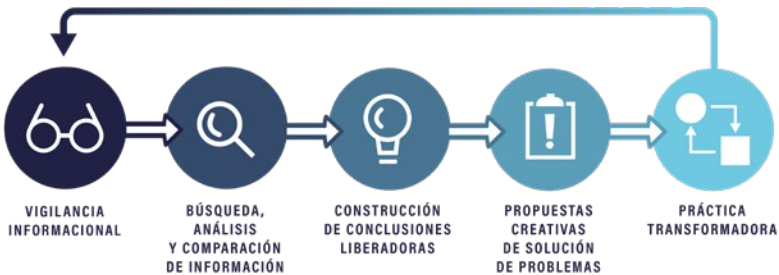 VIGILANCIA
INFORMACIONAL
BÚSQUEDA,
ANÁLISIS
Y COMPARACIÓN
DE INFORMACIÓN
CONSTRUCCIÓN
DE CONCLUSIONES
LIBERADORAS
PROPUESTAS
CREATIVAS
DE SOLUCIÓN
DE PROBLEMAS
PRÁCTICA
TRANSFORMADORA